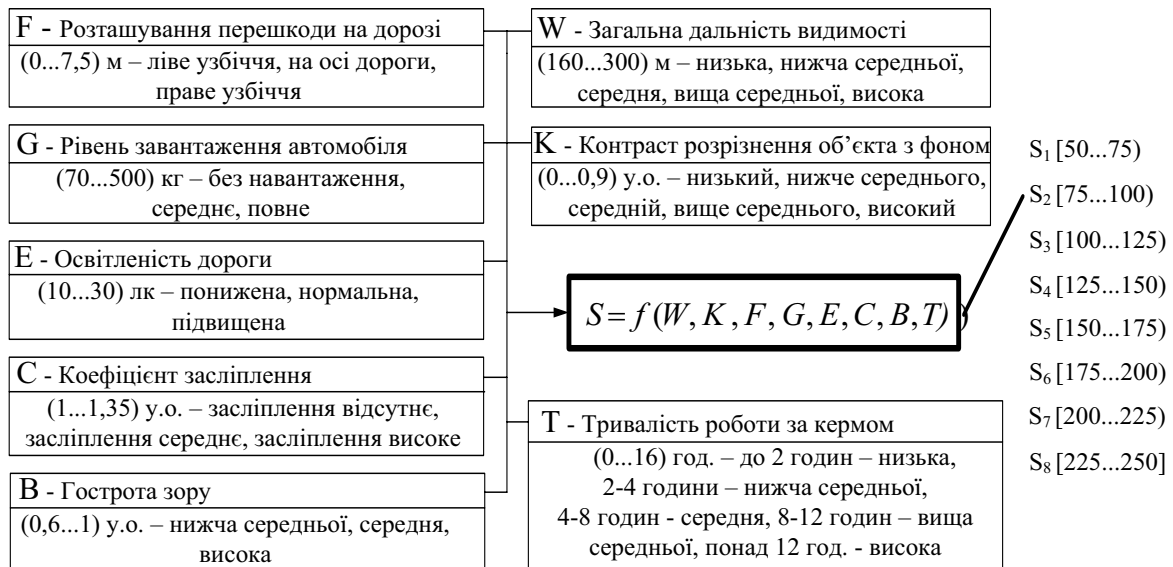 F - Розташування перешкоди на дорозі
(0...7,5) м – ліве узбіччя, на осі дороги,
праве узбіччя
G - Рівень завантаження автомобіля
(70...500) кг – без навантаження,
середнє, повне
E - Освітленість дороги
(10...30) лк – понижена, нормальна,
підвищена
C - Коефіцієнт засліплення
(1...1,35) у.о. – засліплення відсутнє,
засліплення середнє, засліплення високе
B - Гострота зору
(0,6...1) у.о. – нижча середньої, середня,
висока
W - Загальна дальність видимості
(160...300) м – низька, нижча середньої,
середня, вища середньої, висока
K - Контраст розрізнення об’єкта з фоном
(0...0,9) у.о. – низький, нижче середнього,
середній, вище середнього, високий
S = f (W, K, F, G, E, C, B, T) )
T - Тривалість роботи за кермом
(0...16) год. – до 2 годин – низька,
2-4 години – нижча середньої,
4-8 годин - середня, 8-12 годин – вища
середньої, понад 12 год. - висока
S₁ [50...75)
S₂ [75...100)
S₃ [100...125)
S₄ [125...150)
S₅ [150...175)
S₆ [175...200)
S₇ [200...225)
S₈ [225...250]